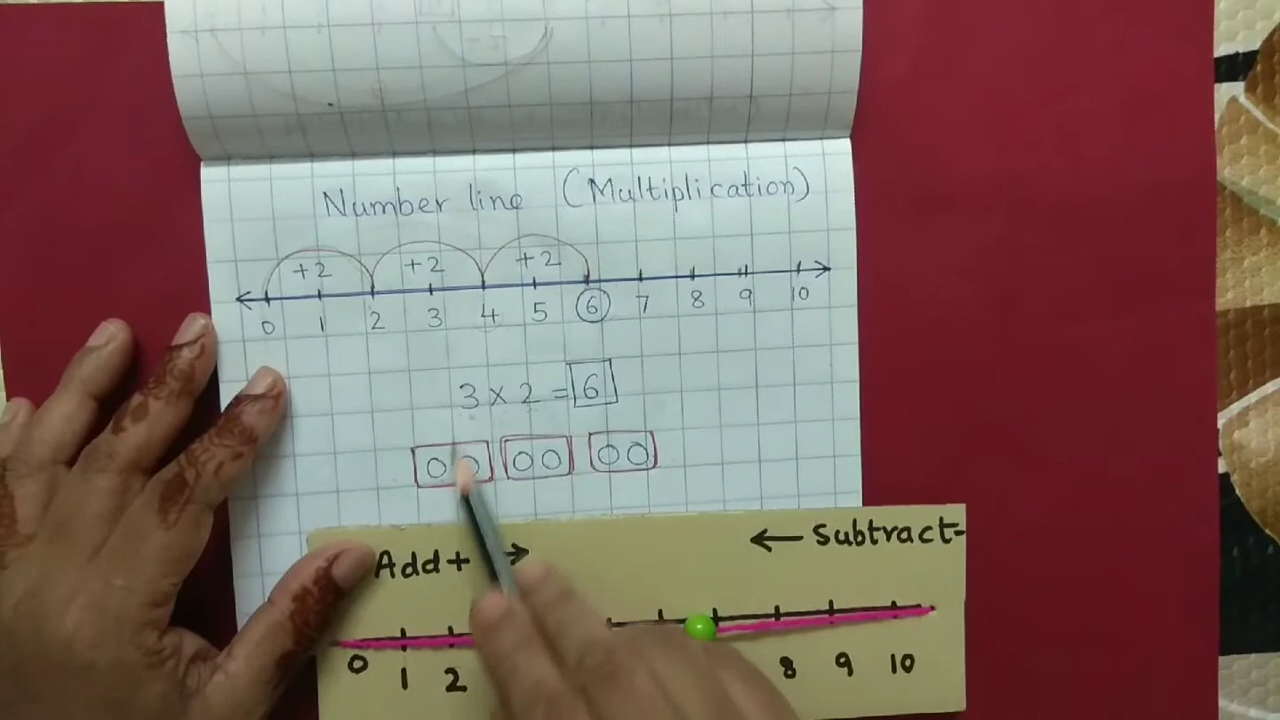 Number line (Multiplication)
+2 +2 +2
0 1 2 3 4 5 6 7 8 9 10
3 × 2 = 6
Add+ → ← Subtract-
0 1 2 8 9 10